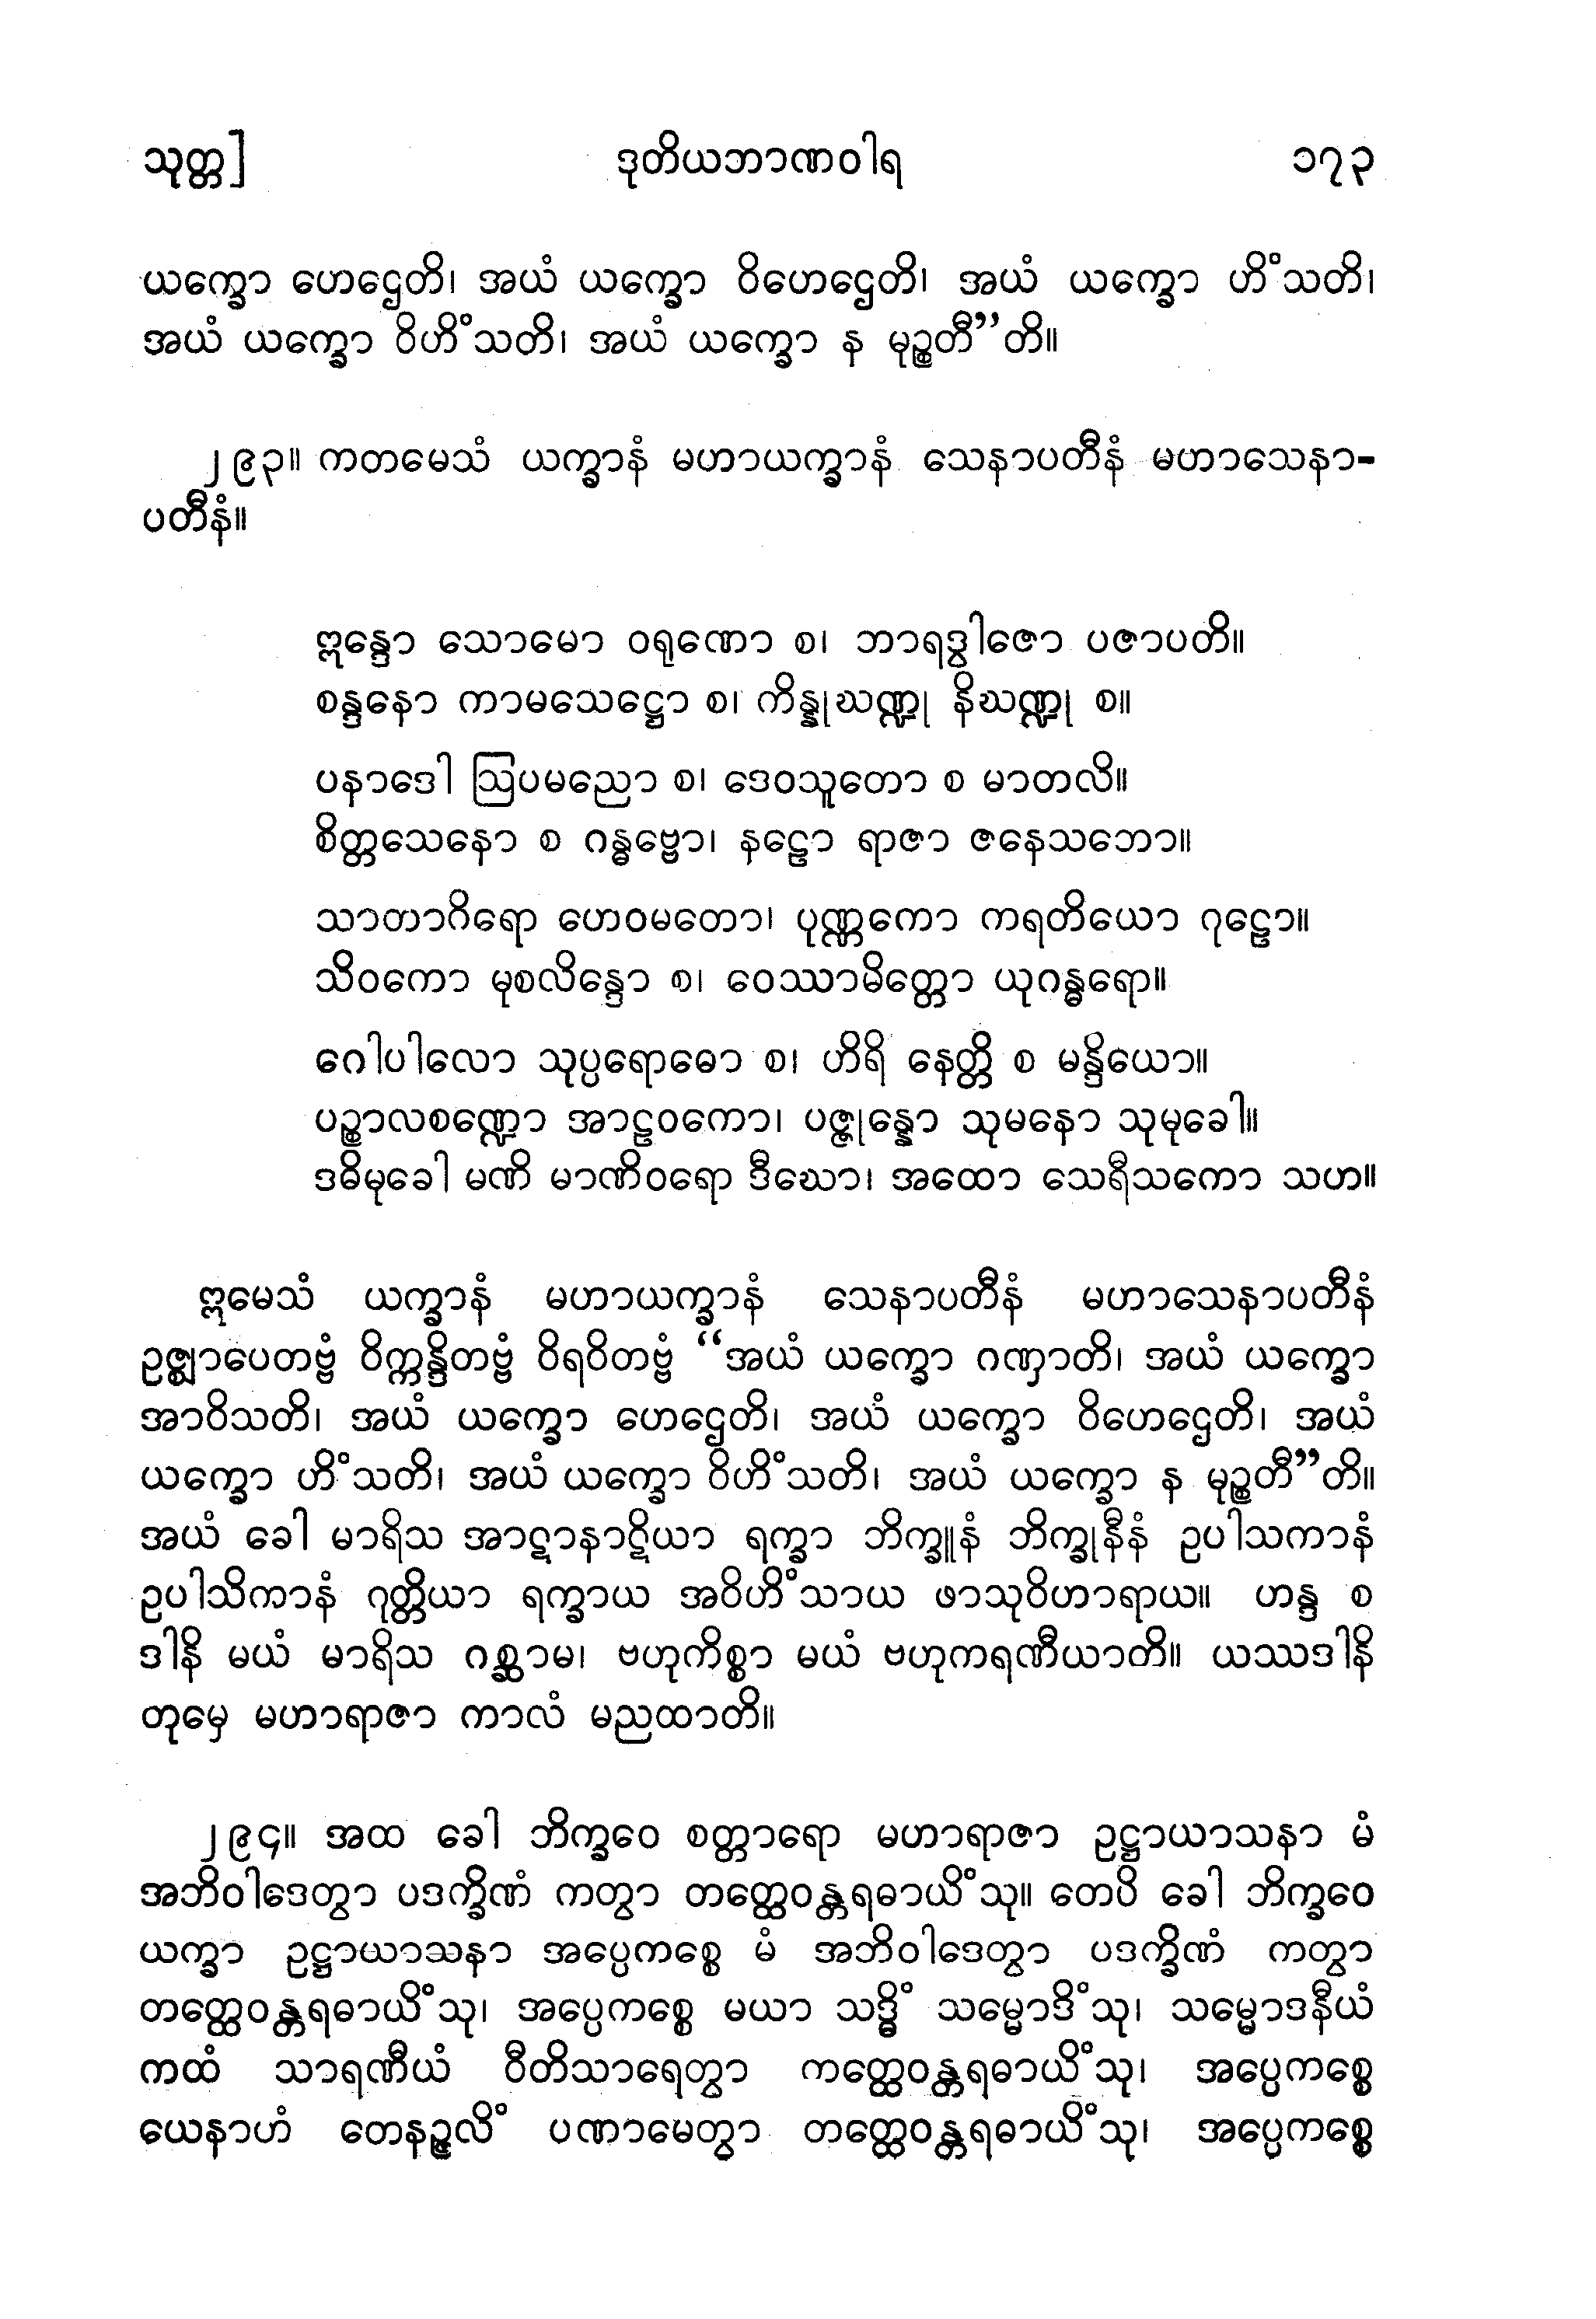 သုတ္တ]	ဒုတိယဘာဏဝါရ	၁၇၃
ယက္ခော ဟေဌေတိ၊ အယံ ယက္ခော ဝိဟေဌေတိ၊ အယံ ယက္ခော ဟိံသတိ၊
အယံ ယက္ခော ဝိဟိံသတိ၊ အယံ ယက္ခော န မုဉ္စတီ”တိ။
၂၉၃။ ကတမေသံ ယက္ခာနံ မဟာယက္ခာနံ သေနာပတီနံ မဟာသေနာ-
ပတီနံ။
ဣန္ဒော သောမော ဝရုဏော စ၊ ဘာရဒွါဇော ပဇာပတိ။
စန္ဒနော ကာမသေဋ္ဌော စ၊ ကိန္နုဃဏ္ဍု နိဃဏ္ဍု စ။
ပနာဒေါ ဩပမညော စ၊ ဒေဝသူတော စ မာတလိ။
စိတ္တသေနော စ ဂန္ဓဗ္ဗော၊ နဠော ရာဇာ ဇနေသဘော။
သာတာဂိရော ဟေဝမတော၊ ပုဏ္ဏကော ကရတိယော ဂုဠော။
သိဝကော မုစလိန္ဒော စ၊ ဝေဿာမိတ္တော ယုဂန္ဓရော။
ဂေါပါလော သုပ္ပရောဓော စ၊ ဟိရိ နေတ္တိ စ မန္ဒိယော။
ပဉ္စာလစဏ္ဍော အာဠဝကော၊ ပဇ္ဇုန္နော သုမနော သုမုခေါ။
ဒဓိမုခေါ မဏိ မာဏိဝရော ဒီဃော၊ အထော သေရီသကော သဟ။
ဣမေသံ ယက္ခာနံ မဟာယက္ခာနံ သေနာပတီနံ မဟာသေနာပတီနံ
ဥဇ္ဈာပေတဗ္ဗံ ဝိက္ကန္ဒိတဗ္ဗံ ဝိရဝိတဗ္ဗံ “အယံ ယက္ခော ဂဏှာတိ၊ အယံ ယက္ခော
အာဝိသတိ၊ အယံ ယက္ခော ဟေဌေတိ၊ အယံ ယက္ခော ဝိဟေဌေတိ၊ အယံ
ယက္ခော ဟိံသတိ၊ အယံ ယက္ခော ဝိဟိံသတိ၊ အယံ ယက္ခော န မုဉ္စတီ”တိ။
အယံ ခေါ မာရိသ အာဋာနာဋိယာ ရက္ခာ ဘိက္ခူနံ ဘိက္ခုနီနံ ဥပါသကာနံ
ဥပါသိကာနံ ဂုတ္တိယာ ရက္ခာယ အဝိဟိံသာယ ဖာသုဝိဟာရာယ။ ဟန္ဒ စ
ဒါနိ မယံ မာရိသ ဂစ္ဆာမ၊ ဗဟုကိစ္စာ မယံ ဗဟုကရဏီယာတိ။ ယဿဒါနိ
တုမှေ မဟာရာဇာ ကာလံ မညထာတိ။
၂၉၄။ အထ ခေါ ဘိက္ခဝေ စတ္တာရော မဟာရာဇာ ဥဋ္ဌာယာသနာ မံ
အဘိဝါဒေတွာ ပဒက္ခိဏံ ကတွာ တတ္ထေဝန္တရဓာယိံသု။ တေပိ ခေါ ဘိက္ခဝေ
ယက္ခာ ဥဋ္ဌာယာသနာ အပ္ပေကစ္စေ မံ အဘိဝါဒေတွာ ပဒက္ခိဏံ ကတွာ
တတ္ထေဝန္တရဓာယိံသု၊ အပ္ပေကစ္စေ မယာ သဒ္ဓိံ သမ္မောဒိံသု၊ သမ္မောဒနီယံ
ကထံ သာရဏီယံ ဝီတိသာရေတွာ ကတ္ထေဝန္တရဓာယိံသု၊ အပ္ပေကစ္စေ
ယေနာဟံ တေနဉ္ဇလိံ ပဏာမေတွာ တတ္ထေဝန္တရဓာယိံသု၊ အပ္ပေကစ္စေ